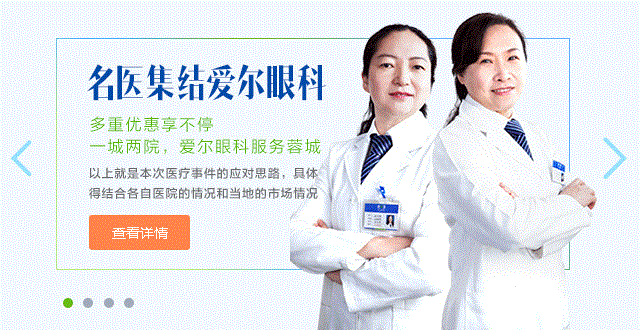 名医集结爱尔眼科
多重优惠享不停
一城两院，爱尔眼科服务蓉城
以上就是本次医疗事件的应对思路，具体
得结合各自医院的情况和当地的市场情况
查看详情